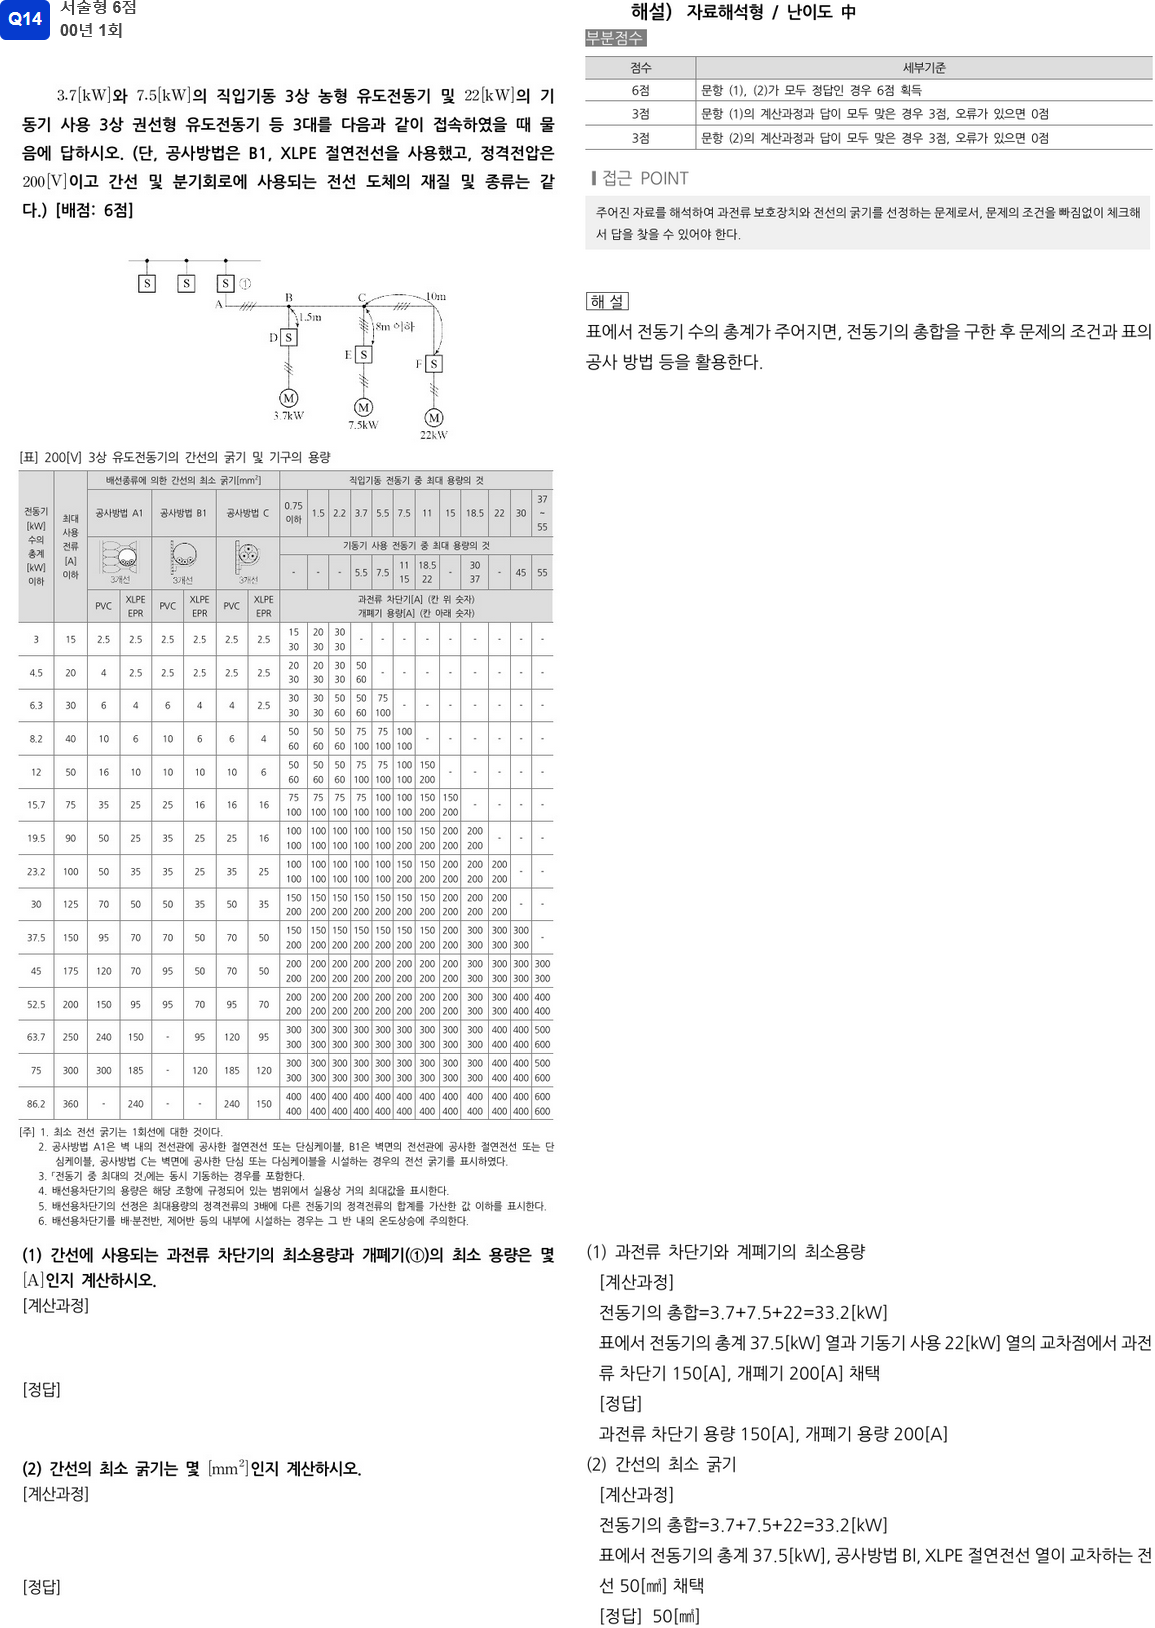 Q14
서술형 6점
00년 1회
3.7[kW]와 7.5[kW]의 직입기동 3상 농형 유도전동기 및 22[kW]의 기
동기 사용 3상 권선형 유도전동기 등 3대를 다음과 같이 접속하였을 때 물
음에 답하시오. (단, 공사방법은 B1, XLPE 절연전선을 사용했고, 정격전압은
200[V]이고 간선 및 분기회로에 사용되는 전선 도체의 재질 및 종류는 같
다.) [배점: 6점]
S S S ①
A B C 10m
1.5m
8m 이하
D S
E S
F S
M M M
3.7kW
7.5kW
22kW
[표] 200[V] 3상 유도전동기의 간선의 굵기 및 기구의 용량
전동기 [kW] 수의 총계 [kW] 이하 | 최대 사용 전류 [A] 이하 | 배선종류에 의한 간선의 최소 굵기[mm²] | 직입기동 전동기 중 최대 용량의 것
공사방법 A1 | 공사방법 B1 | 공사방법 C | 0.75 이하 | 1.5 | 2.2 | 3.7 | 5.5 | 7.5 | 11 | 15 | 18.5 | 22 | 30 | 37 ~ 55
기동기 사용 전동기 중 최대 용량의 것
3개선 | 3개선 | 3개선 | - | - | - | 5.5 | 7.5 | 11 15 | 18.5 22 | - | 30 37 | - | 45 | 55
PVC | XLPE EPR | PVC | XLPE EPR | PVC | XLPE EPR | 과전류 차단기[A] (칸 위 숫자)
개폐기 용량[A] (칸 아래 숫자)
3 | 15 | 2.5 | 2.5 | 2.5 | 2.5 | 2.5 | 2.5 | 15 30 | 20 30 | 30 30 | - | - | - | - | - | - | - | - | -
4.5 | 20 | 4 | 2.5 | 2.5 | 2.5 | 2.5 | 2.5 | 20 30 | 20 30 | 30 30 | 50 60 | - | - | - | - | - | - | - | -
6.3 | 30 | 6 | 4 | 6 | 4 | 4 | 2.5 | 30 30 | 30 30 | 50 60 | 50 60 | 75 100 | - | - | - | - | - | - | -
8.2 | 40 | 10 | 6 | 10 | 6 | 6 | 4 | 50 60 | 50 60 | 50 60 | 75 100 | 75 100 | 100 100 | - | - | - | - | - | -
12 | 50 | 16 | 10 | 10 | 10 | 10 | 6 | 50 60 | 50 60 | 50 60 | 75 100 | 75 100 | 100 100 | 150 200 | - | - | - | - | -
15.7 | 75 | 35 | 25 | 25 | 16 | 16 | 16 | 75 100 | 75 100 | 75 100 | 75 100 | 100 100 | 100 100 | 150 200 | 150 200 | - | - | - | -
19.5 | 90 | 50 | 25 | 35 | 25 | 25 | 16 | 100 100 | 100 100 | 100 100 | 100 100 | 100 100 | 150 200 | 150 200 | 200 200 | 200 200 | - | - | -
23.2 | 100 | 50 | 35 | 35 | 25 | 35 | 25 | 100 100 | 100 100 | 100 100 | 100 100 | 100 100 | 150 200 | 150 200 | 200 200 | 200 200 | 200 200 | - | -
30 | 125 | 70 | 50 | 50 | 35 | 50 | 35 | 150 200 | 150 200 | 150 200 | 150 200 | 150 200 | 150 200 | 150 200 | 200 200 | 200 200 | 200 200 | - | -
37.5 | 150 | 95 | 70 | 70 | 50 | 70 | 50 | 150 200 | 150 200 | 150 200 | 150 200 | 150 200 | 150 200 | 150 200 | 200 200 | 300 300 | 300 300 | 300 300 | -
45 | 175 | 120 | 70 | 95 | 50 | 70 | 50 | 200 200 | 200 200 | 200 200 | 200 200 | 200 200 | 200 200 | 200 200 | 200 200 | 300 300 | 300 300 | 300 300 | 300 300
52.5 | 200 | 150 | 95 | 95 | 70 | 95 | 70 | 200 200 | 200 200 | 200 200 | 200 200 | 200 200 | 200 200 | 200 200 | 200 200 | 300 300 | 300 300 | 400 400 | 400 400
63.7 | 250 | 240 | 150 | - | 95 | 120 | 95 | 300 300 | 300 300 | 300 300 | 300 300 | 300 300 | 300 300 | 300 300 | 300 300 | 300 300 | 400 400 | 400 400 | 500 600
75 | 300 | 300 | 185 | - | 120 | 185 | 120 | 300 300 | 300 300 | 300 300 | 300 300 | 300 300 | 300 300 | 300 300 | 300 300 | 300 300 | 400 400 | 400 400 | 500 600
86.2 | 360 | - | 240 | - | - | 240 | 150 | 400 400 | 400 400 | 400 400 | 400 400 | 400 400 | 400 400 | 400 400 | 400 400 | 400 400 | 400 400 | 400 400 | 600 600
[주] 1. 최소 전선 굵기는 1회선에 대한 것이다.
2. 공사방법 A1은 벽 내의 전선관에 공사한 절연전선 또는 단심케이블, B1은 벽면의 전선관에 공사한 절연전선 또는 단
심케이블, 공사방법 C는 벽면에 공사한 단심 또는 다심케이블을 시설하는 경우의 전선 굵기를 표시하였다.
3. 「전동기 중 최대의 것」에는 동시 기동하는 경우를 포함한다.
4. 배선용차단기의 용량은 해당 조항에 규정되어 있는 범위에서 실용상 거의 최대값을 표시한다.
5. 배선용차단기의 선정은 최대용량의 정격전류의 3배에 다른 전동기의 정격전류의 합계를 가산한 값 이하를 표시한다.
6. 배선용차단기를 배·분전반, 제어반 등의 내부에 시설하는 경우는 그 반 내의 온도상승에 주의한다.
(1) 간선에 사용되는 과전류 차단기의 최소용량과 개폐기(①)의 최소 용량은 몇
[A]인지 계산하시오.
[계산과정]
[정답]
(2) 간선의 최소 굵기는 몇 [mm²]인지 계산하시오.
[계산과정]
[정답]
해설) 자료해석형 / 난이도 中
부분점수
점수 | 세부기준
6점 | 문항 (1), (2)가 모두 정답인 경우 6점 획득
3점 | 문항 (1)의 계산과정과 답이 모두 맞은 경우 3점, 오류가 있으면 0점
3점 | 문항 (2)의 계산과정과 답이 모두 맞은 경우 3점, 오류가 있으면 0점
접근 POINT
주어진 자료를 해석하여 과전류 보호장치와 전선의 굵기를 선정하는 문제로서, 문제의 조건을 빠짐없이 체크해
서 답을 찾을 수 있어야 한다.
해 설
표에서 전동기 수의 총계가 주어지면, 전동기의 총합을 구한 후 문제의 조건과 표의
공사 방법 등을 활용한다.
(1) 과전류 차단기와 계폐기의 최소용량
[계산과정]
전동기의 총합=3.7+7.5+22=33.2[kW]
표에서 전동기의 총계 37.5[kW] 열과 기동기 사용 22[kW] 열의 교차점에서 과전
류 차단기 150[A], 개폐기 200[A] 채택
[정답]
과전류 차단기 용량 150[A], 개폐기 용량 200[A]
(2) 간선의 최소 굵기
[계산과정]
전동기의 총합=3.7+7.5+22=33.2[kW]
표에서 전동기의 총계 37.5[kW], 공사방법 Bl, XLPE 절연전선 열이 교차하는 전
선 50[㎟] 채택
[정답] 50[㎟]